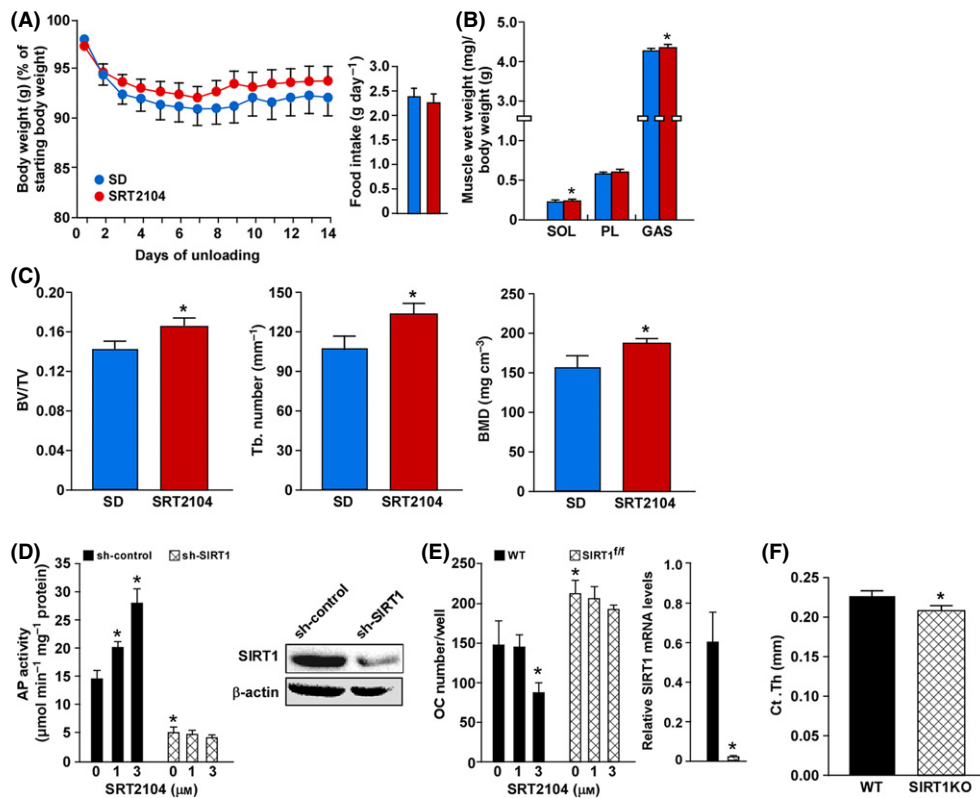 (A)
Body weight (g) (% of
starting body weight)
100
95
90
85
80
SD
SRT2104
0 2 4 6 8 10 12 14
Days of unloading
Food intake (g day⁻¹)
3.0
2.5
2.0
1.5
1.0
0.5
0
(B)
Muscle wet weight (mg)/
body weight (g)
5.0
4.0
3.0
1.0
0.5
0
*
*
SOL PL GAS
(C)
BV/TV
0.20
0.16
0.12
0.08
0.04
0
*
SD SRT2104
Tb. number (mm⁻¹)
150
120
90
60
30
0
*
SD SRT2104
BMD (mg cm⁻³)
250
200
150
100
50
0
*
SD SRT2104
(D)
sh-control sh-SIRT1
AP activity
(μmol min⁻¹ mg⁻¹ protein)
35
30
25
20
15
10
5
0
*
*
*
0 1 3 0 1 3
SRT2104 (μM)
sh-control
sh-SIRT1
SIRT1
β-actin
(E)
WT SIRT1f/f
OC number/well
250
200
150
100
50
0
*
*
0 1 3 0 1 3
SRT2104 (μM)
Relative SIRT1 mRNA levels
1.0
0.8
0.6
0.4
0.2
0
*
(F)
Ct .Th (mm)
0.25
0.20
0.15
0.10
0.05
0.00
*
WT SIRT1KO